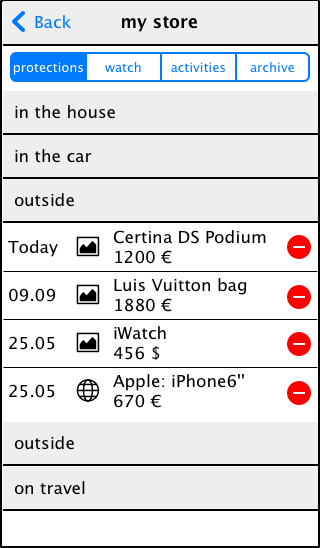 Back
my store
protections
watch
activities
archive
in the house
in the car
outside
Today
Certina DS Podium
1200 €
09.09
Luis Vuitton bag
1880 €
25.05
iWatch
456 $
25.05
Apple: iPhone6"
670 €
outside
on travel